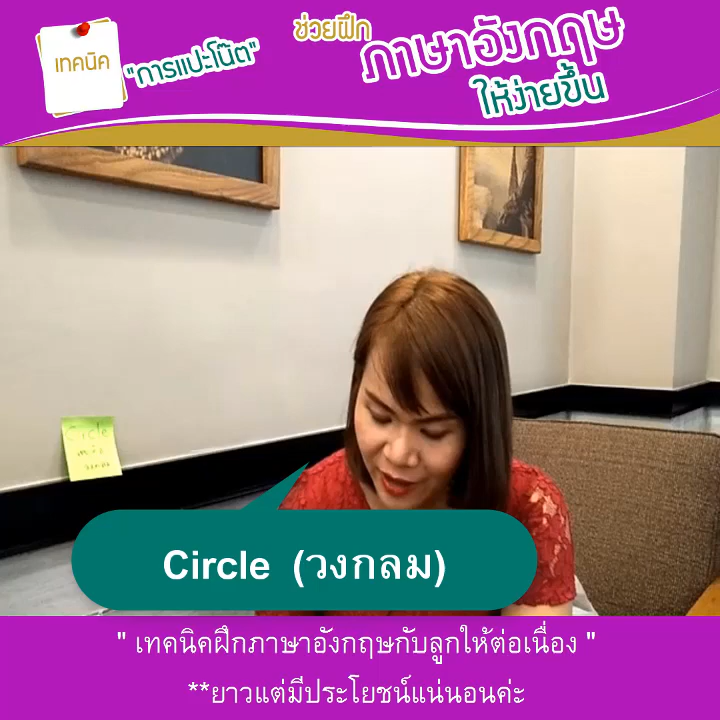 เทคนิค
"การแปะโน๊ต"
ช่วยฝึก
ภาษาอังกฤษ
ให้ง่ายขึ้น
Circle
Circle (วงกลม)
" เทคนิคฝึกภาษาอังกฤษกับลูกให้ต่อเนื่อง "
**ยาวแต่มีประโยชน์แน่นอนค่ะ